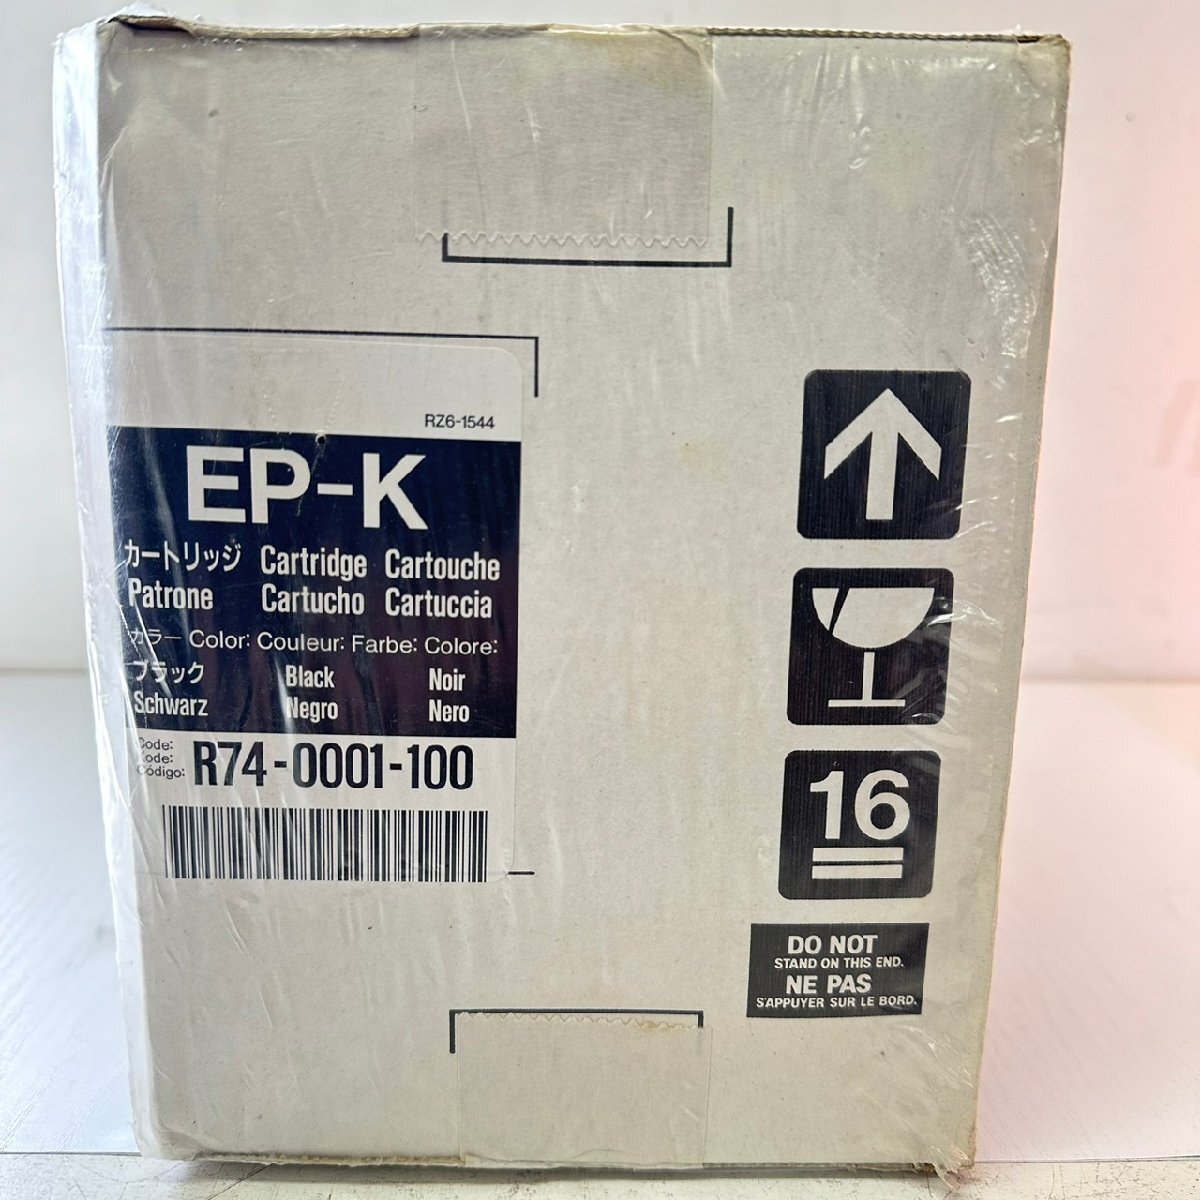 RZ6-1544
EP-K
カートリッジ Cartridge Cartouche
Patrone Cartucho Cartuccia
カラー Color: Couleur: Farbe: Colore:
ブラック Black Noir
Schwarz Negro Nero
Code:
Kode:
Código: R74-0001-100
16
DO NOT
STAND ON THIS END.
NE PAS
S'APPUYER SUR LE BORD.